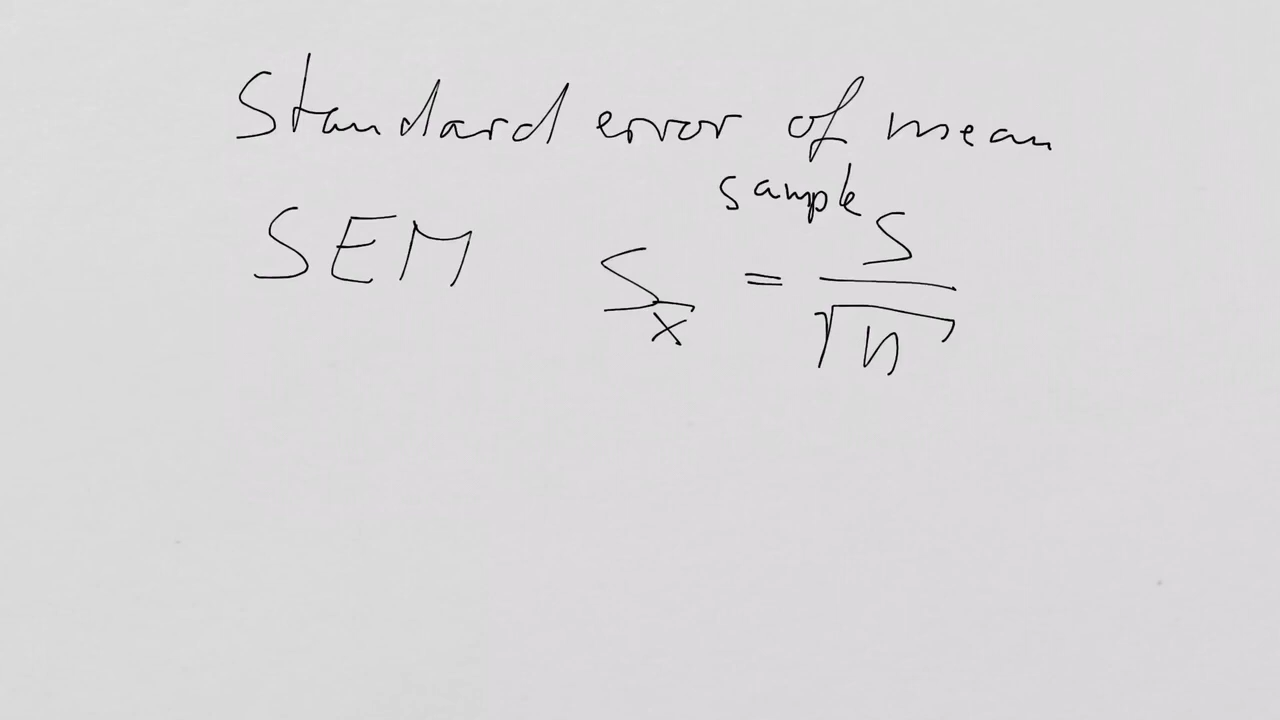 Standard error of mean
sample
SEM S_x̅ = S / √n